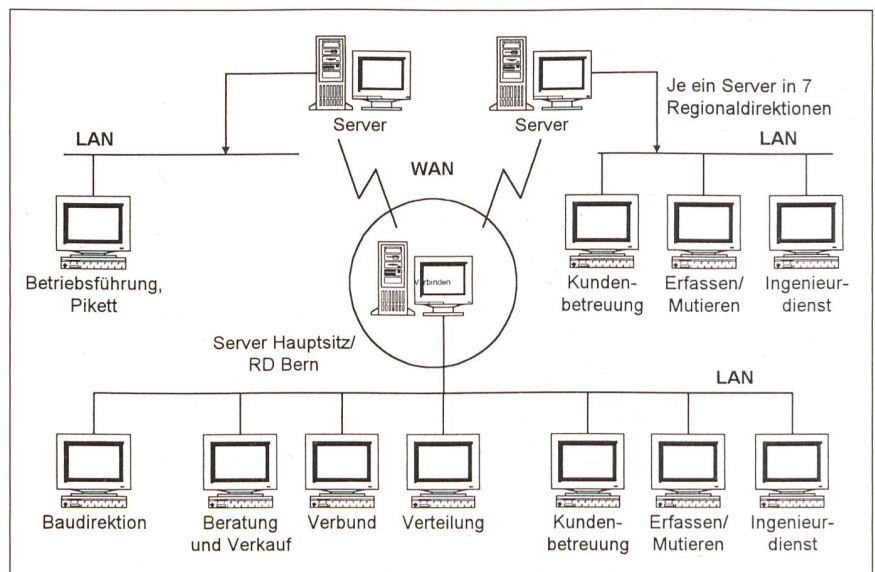 Je ein Server in 7
Regionaldirektionen
Server
Server
LAN
WAN
LAN
Verbinden
Betriebsführung,
Pikett
Kunden-
betreuung
Erfassen/
Mutieren
Ingenieur-
dienst
Server Hauptsitz/
RD Bern
LAN
Baudirektion
Beratung
und Verkauf
Verbund
Verteilung
Kunden-
betreuung
Erfassen/
Mutieren
Ingenieur-
dienst